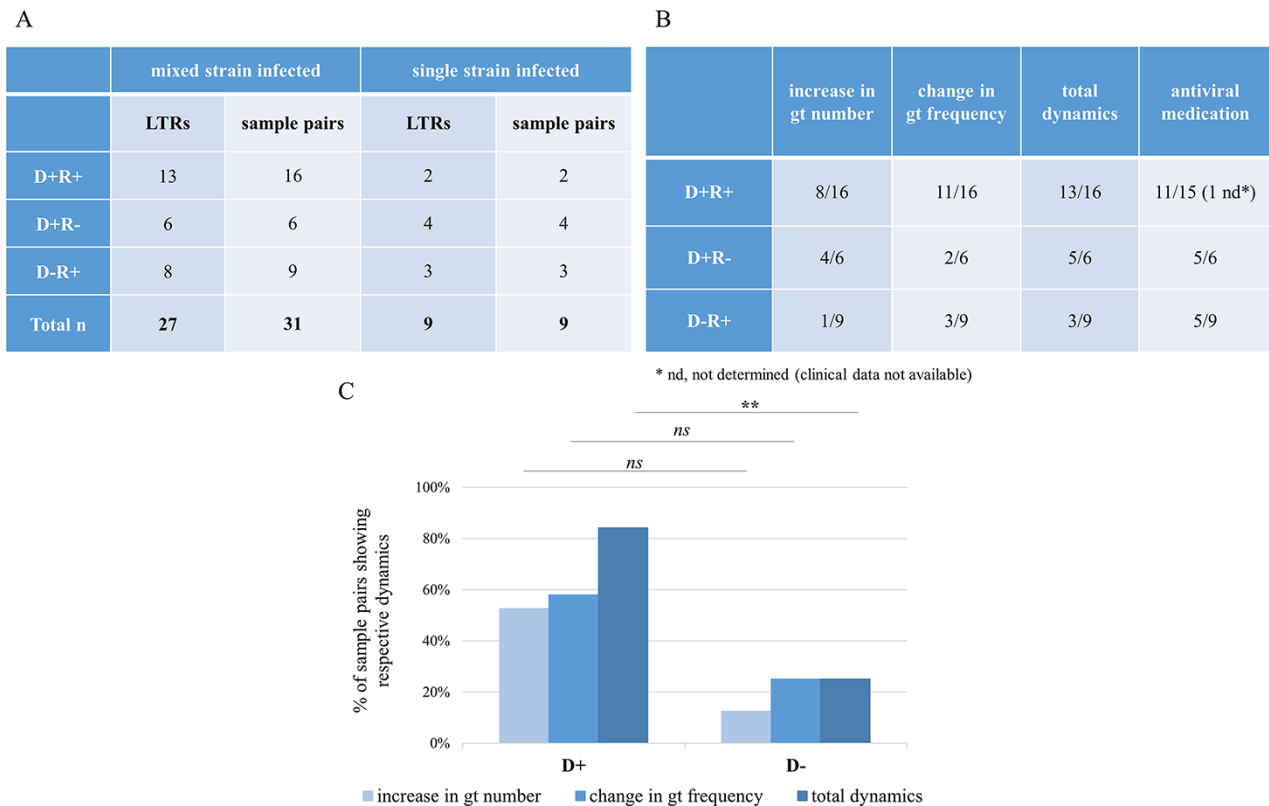 A
mixed strain infected single strain infected
LTRs sample pairs LTRs sample pairs
D+R+ 13 16 2 2
D+R- 6 6 4 4
D-R+ 8 9 3 3
Total n 27 31 9 9
B
increase in gt number change in gt frequency total dynamics antiviral medication
D+R+ 8/16 11/16 13/16 11/15 (1 nd*)
D+R- 4/6 2/6 5/6 5/6
D-R+ 1/9 3/9 3/9 5/9
* nd, not determined (clinical data not available)
C
**
ns
ns
% of sample pairs showing
respective dynamics
100%
80%
60%
40%
20%
0%
D+ D-
increase in gt number change in gt frequency total dynamics